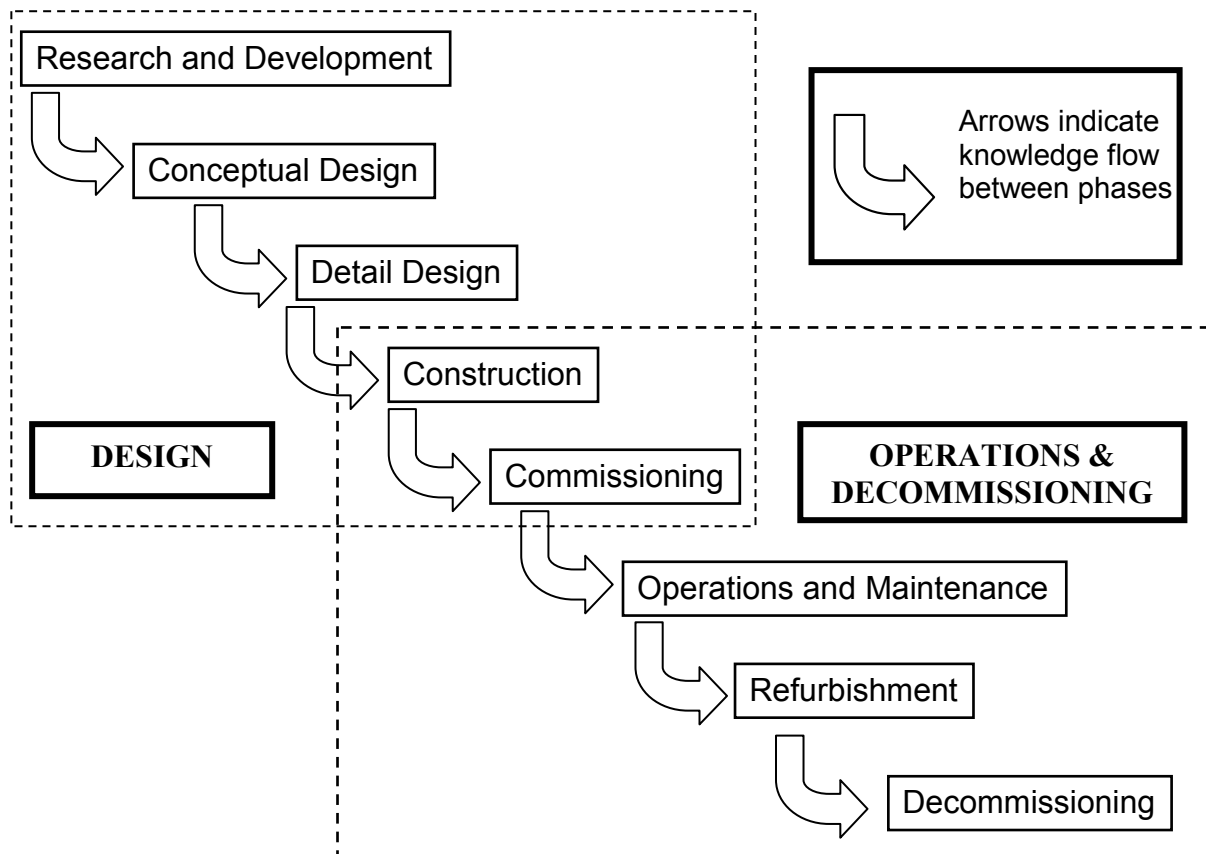 Research and Development
Arrows indicate
knowledge flow
between phases
Conceptual Design
Detail Design
Construction
DESIGN
OPERATIONS &
DECOMMISSIONING
Commissioning
Operations and Maintenance
Refurbishment
Decommissioning